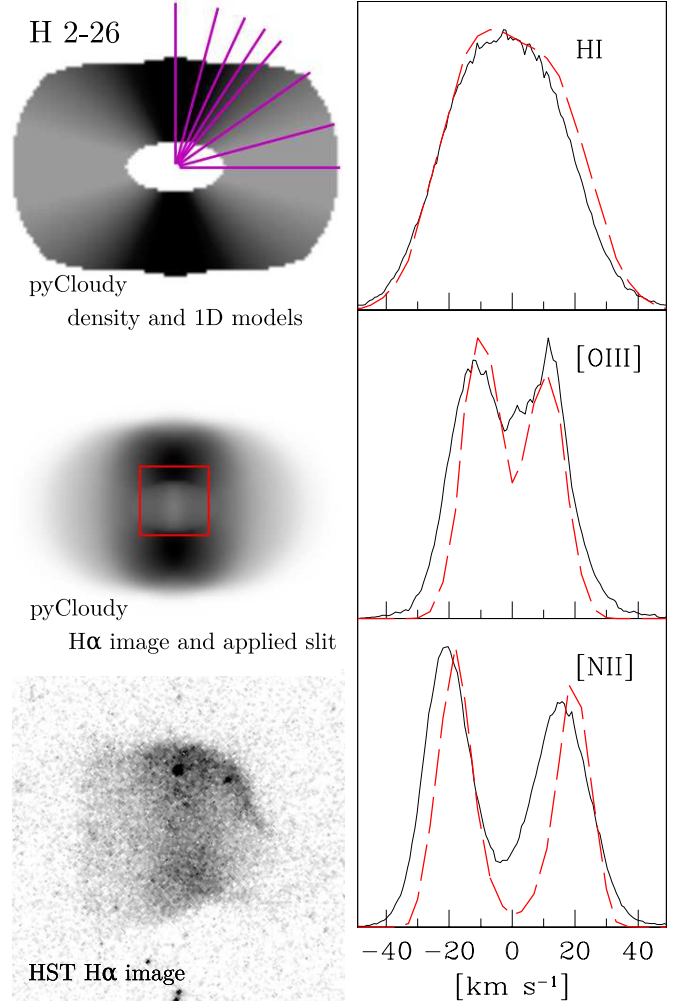 H 2-26
pyCloudy
density and 1D models
pyCloudy
Hα image and applied slit
HST Hα image
HI
[OIII]
[NII]
−40 −20 0 20 40
[km s⁻¹]